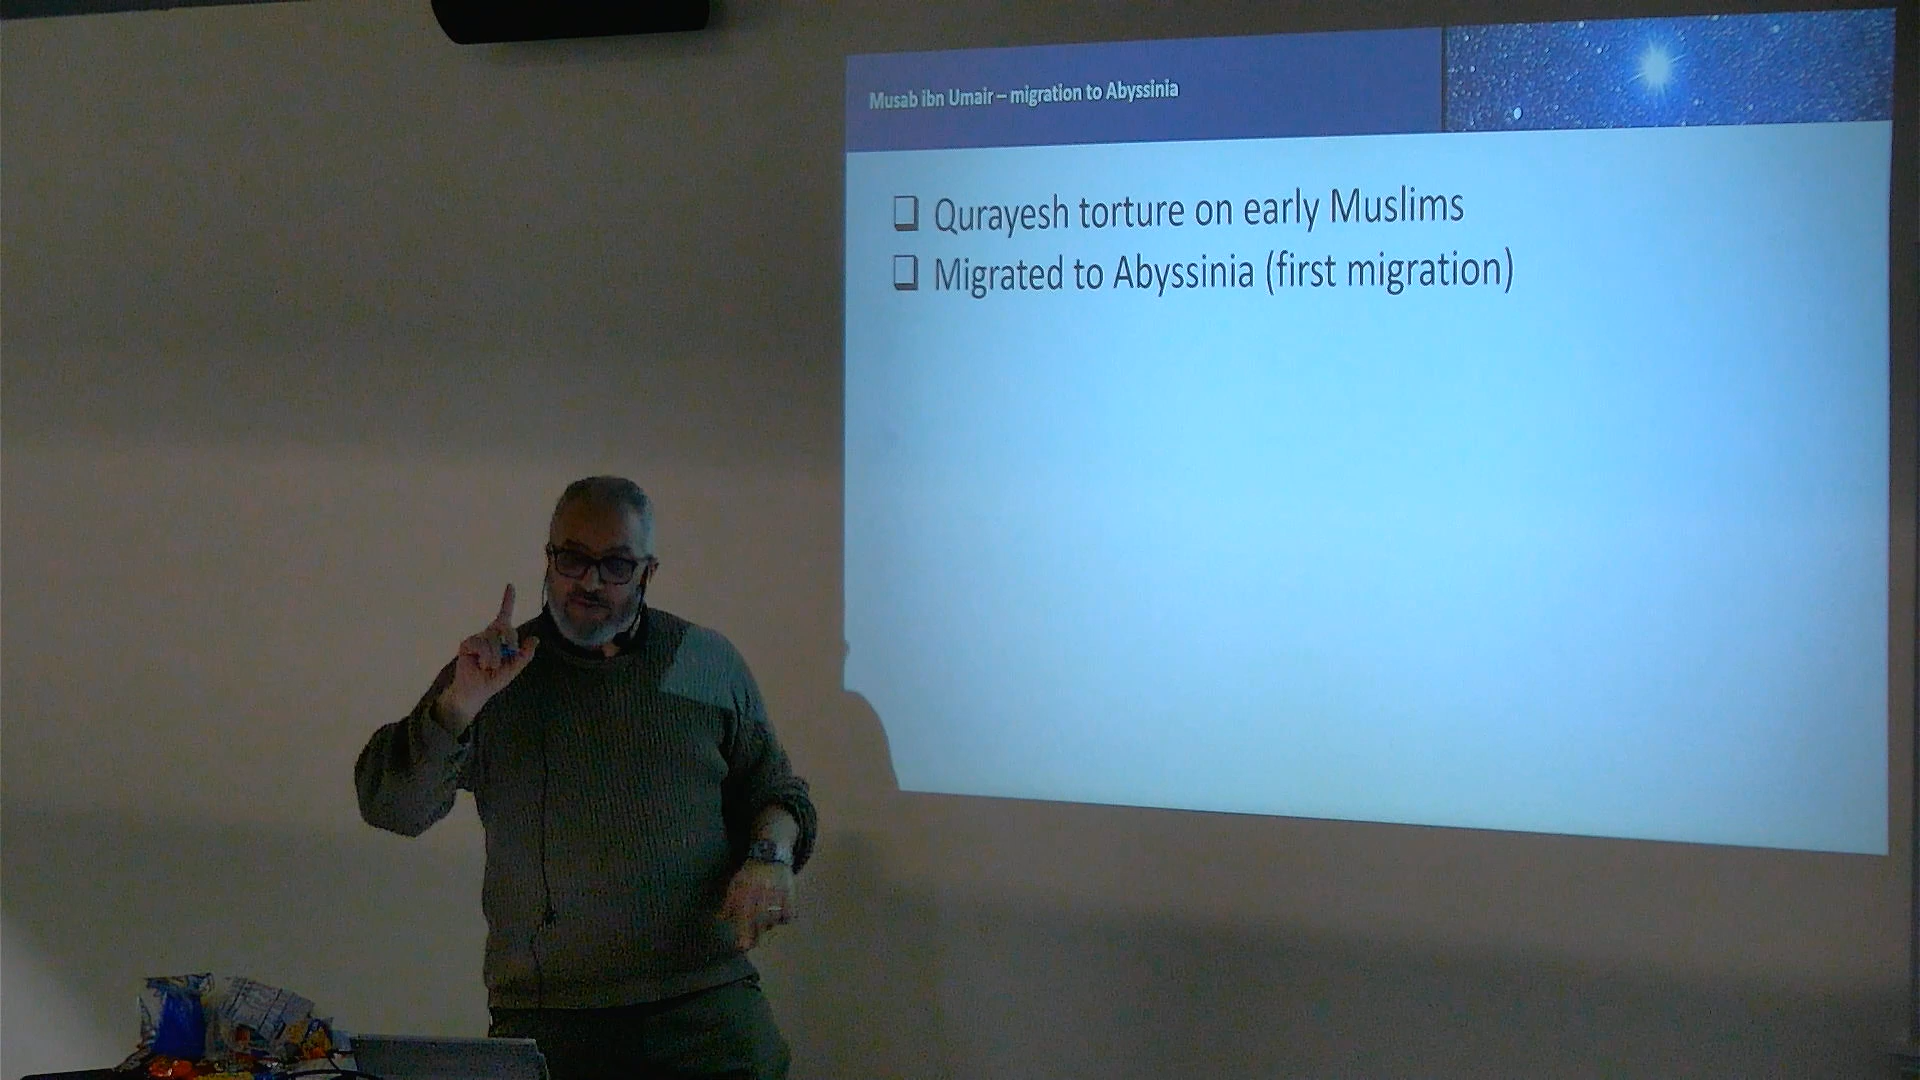 Musab ibn Umair – migration to Abyssinia
❑ Qurayesh torture on early Muslims
❑ Migrated to Abyssinia (first migration)